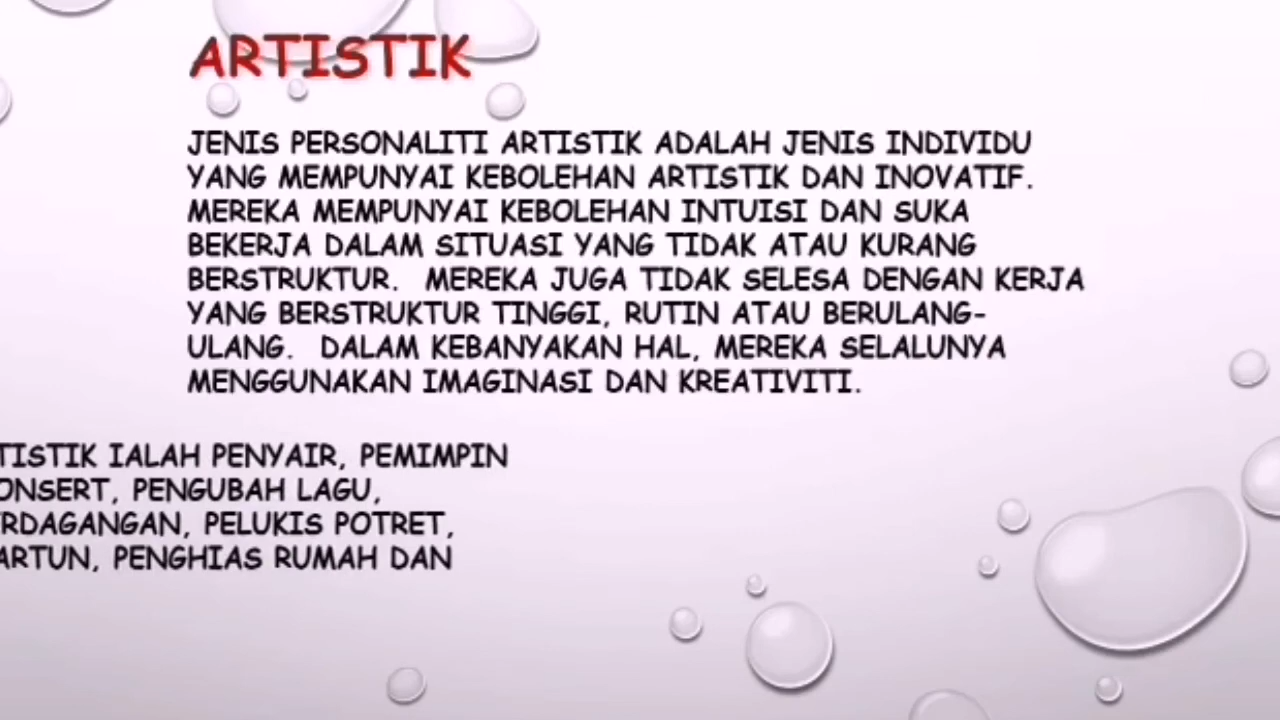 ARTISTIK
JENIS PERSONALITI ARTISTIK ADALAH JENIS INDIVIDU
YANG MEMPUNYAI KEBOLEHAN ARTISTIK DAN INOVATIF.
MEREKA MEMPUNYAI KEBOLEHAN INTUISI DAN SUKA
BEKERJA DALAM SITUASI YANG TIDAK ATAU KURANG
BERSTRUKTUR. MEREKA JUGA TIDAK SELESA DENGAN KERJA
YANG BERSTRUKTUR TINGGI, RUTIN ATAU BERULANG-
ULANG. DALAM KEBANYAKAN HAL, MEREKA SELALUNYA
MENGGUNAKAN IMAGINASI DAN KREATIVITI.
TISTIK IALAH PENYAIR, PEMIMPIN
ONSERT, PENGUBAH LAGU,
RDAGANGAN, PELUKIS POTRET,
ARTUN, PENGHIAS RUMAH DAN